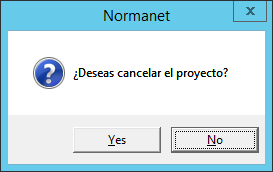 Normanet
¿Deseas cancelar el proyecto?
Yes
No